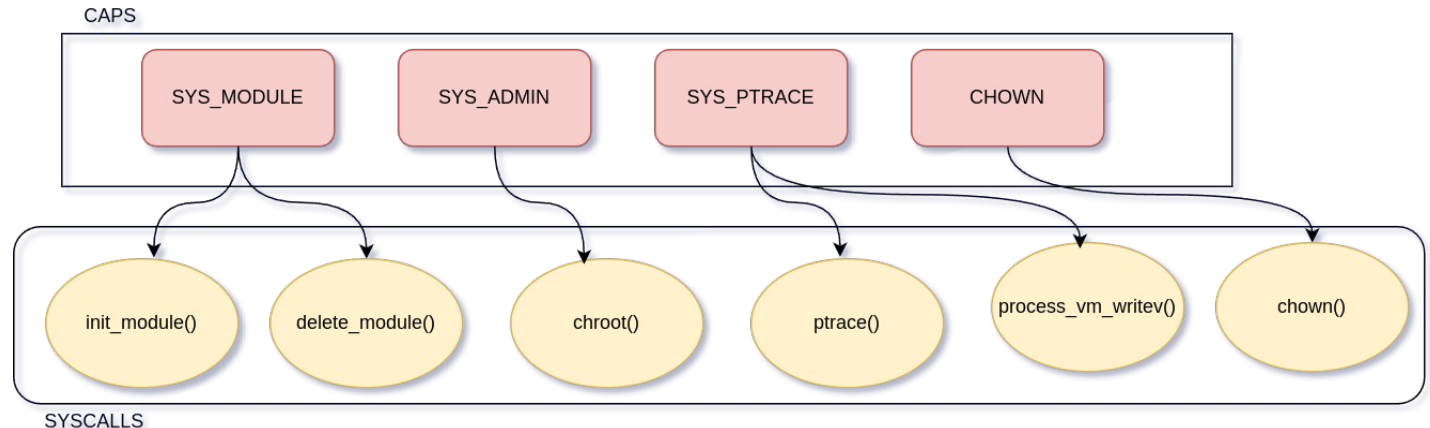 CAPS
SYS_MODULE
SYS_ADMIN
SYS_PTRACE
CHOWN
init_module()
delete_module()
chroot()
ptrace()
process_vm_writev()
chown()
SYSCALLS